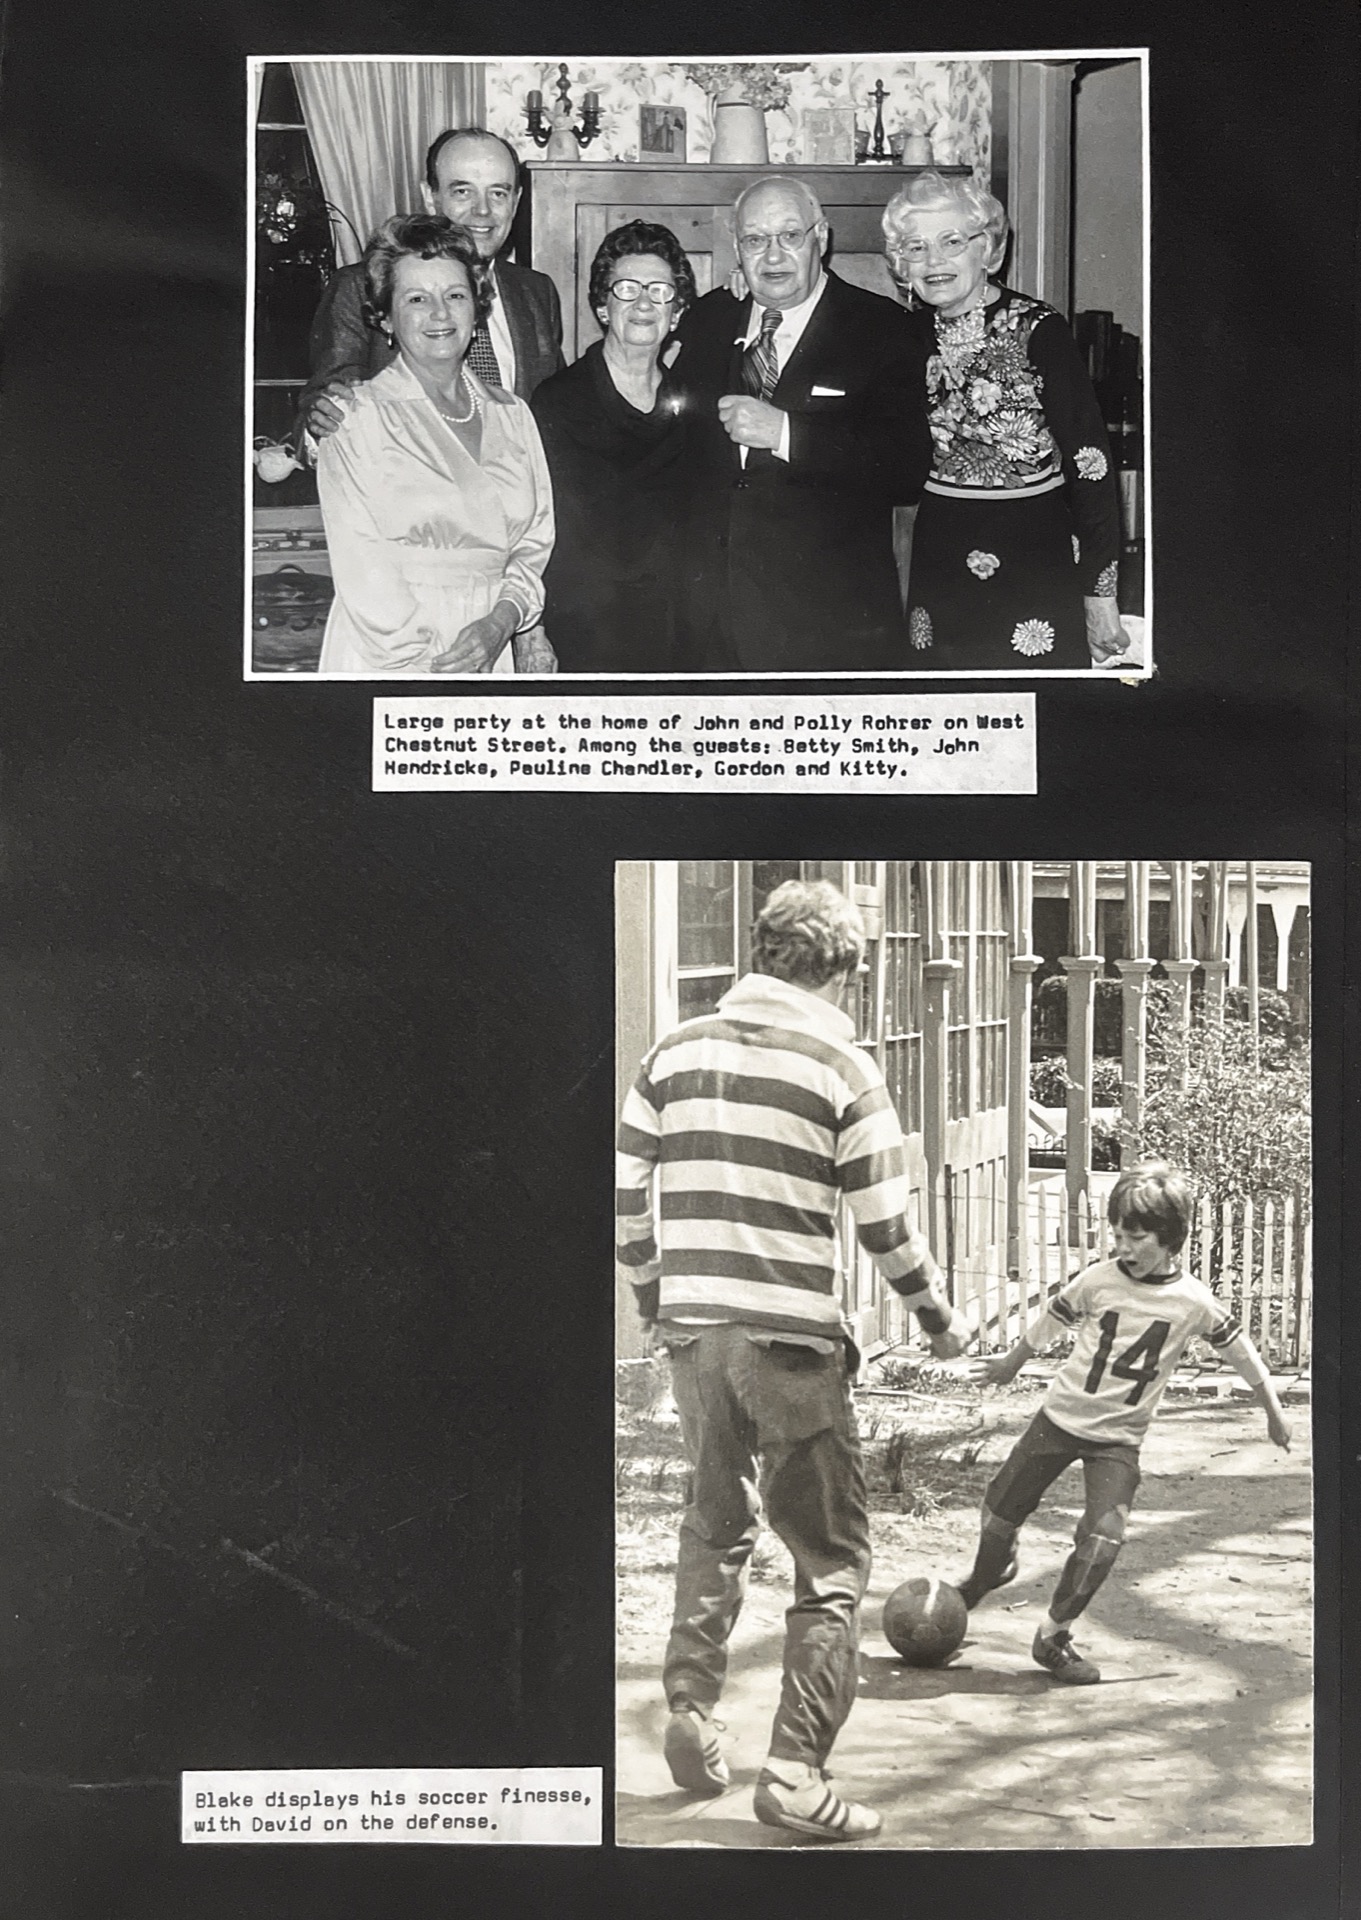 Large party at the home of John and Polly Rohrer on West
Chestnut Street. Among the guests: Betty Smith, John
Hendricks, Pauline Chandler, Gordon and Kitty.
14
Blake displays his soccer finesse,
with David on the defense.